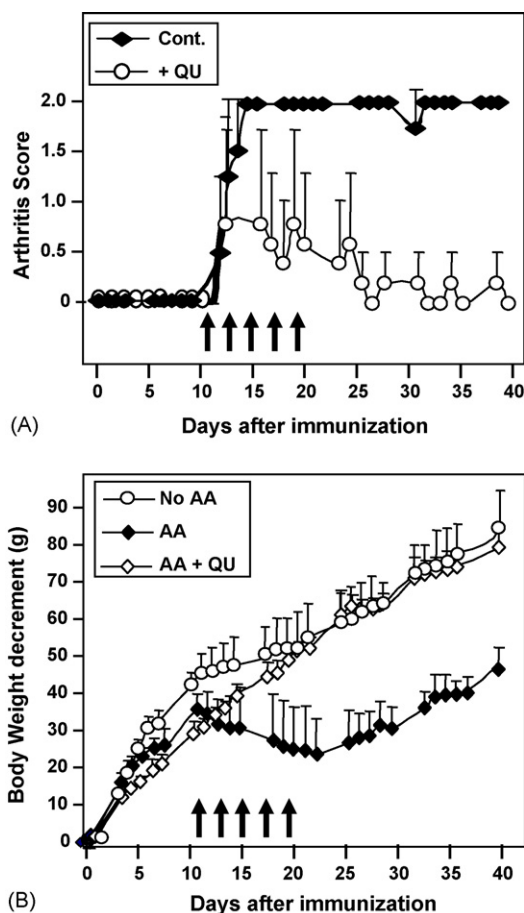 Cont.
+ QU
2.0
1.5
1.0
0.5
0
Arthritis Score
0 5 10 15 20 25 30 35 40
(A)
Days after immunization
No AA
AA
AA + QU
90
80
70
60
50
40
30
20
10
0
Body Weight decrement (g)
0 5 10 15 20 25 30 35 40
(B)
Days after immunization